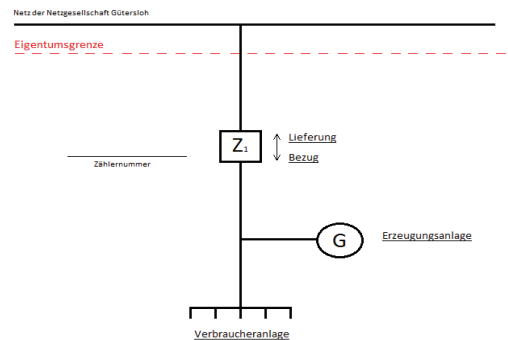 Netz der Netzgesellschaft Gütersloh
Eigentumsgrenze
Z1
Lieferung
Bezug
Zählernummer
G
Erzeugungsanlage
Verbraucheranlage